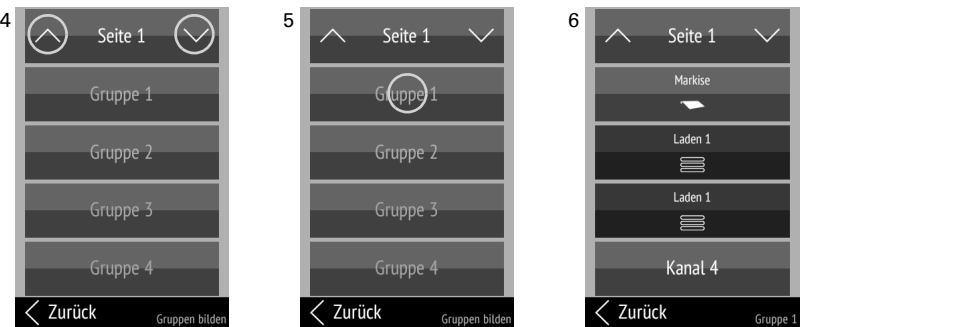 4
Seite 1
Gruppe 1
Gruppe 2
Gruppe 3
Gruppe 4
Zurück
Gruppen bilden
5
Seite 1
Gruppe 1
Gruppe 2
Gruppe 3
Gruppe 4
Zurück
Gruppen bilden
6
Seite 1
Markise
Laden 1
Laden 1
Kanal 4
Zurück
Gruppe 1